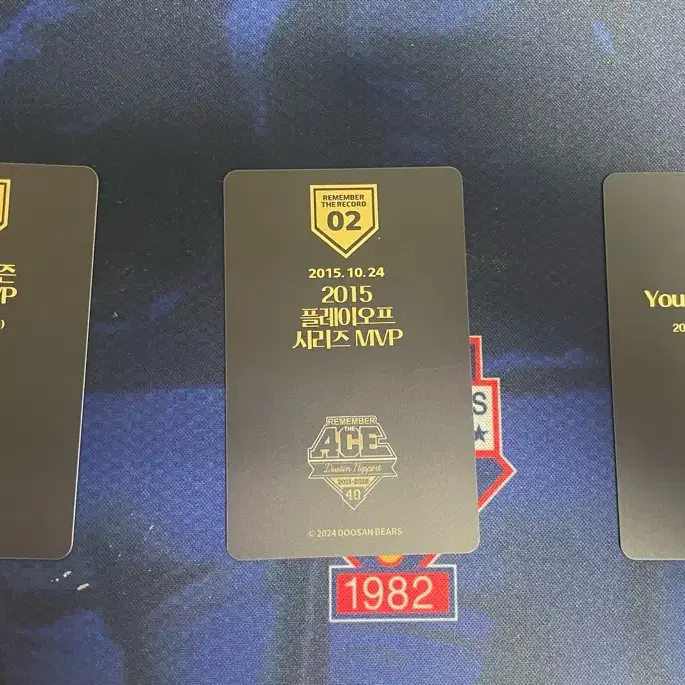 REMEMBER
THE RECORD
02
2015. 10. 24
2015
플레이오프
시리즈 MVP
REMEMBER
THE
ACE
Dustin Nippert
2011-2018
40
© 2024 DOOSAN BEARS
You
20
S
1982